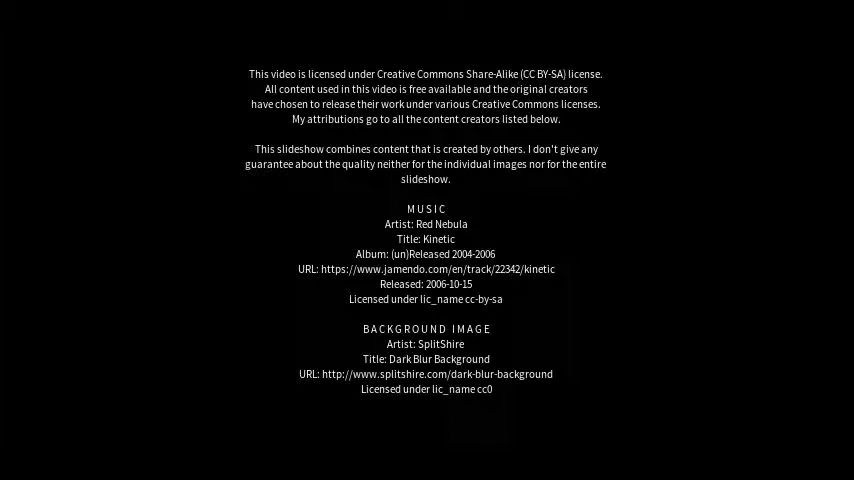 This video is licensed under Creative Commons Share-Alike (CC BY-SA) license.
All content used in this video is free available and the original creators
have chosen to release their work under various Creative Commons licenses.
My attributions go to all the content creators listed below.
This slideshow combines content that is created by others. I don't give any
guarantee about the quality neither for the individual images nor for the entire
slideshow.
M U S I C
Artist: Red Nebula
Title: Kinetic
Album: (un)Released 2004-2006
URL: https://www.jamendo.com/en/track/22342/kinetic
Released: 2006-10-15
Licensed under lic_name cc-by-sa
B A C K G R O U N D   I M A G E
Artist: SplitShire
Title: Dark Blur Background
URL: http://www.splitshire.com/dark-blur-background
Licensed under lic_name cc0